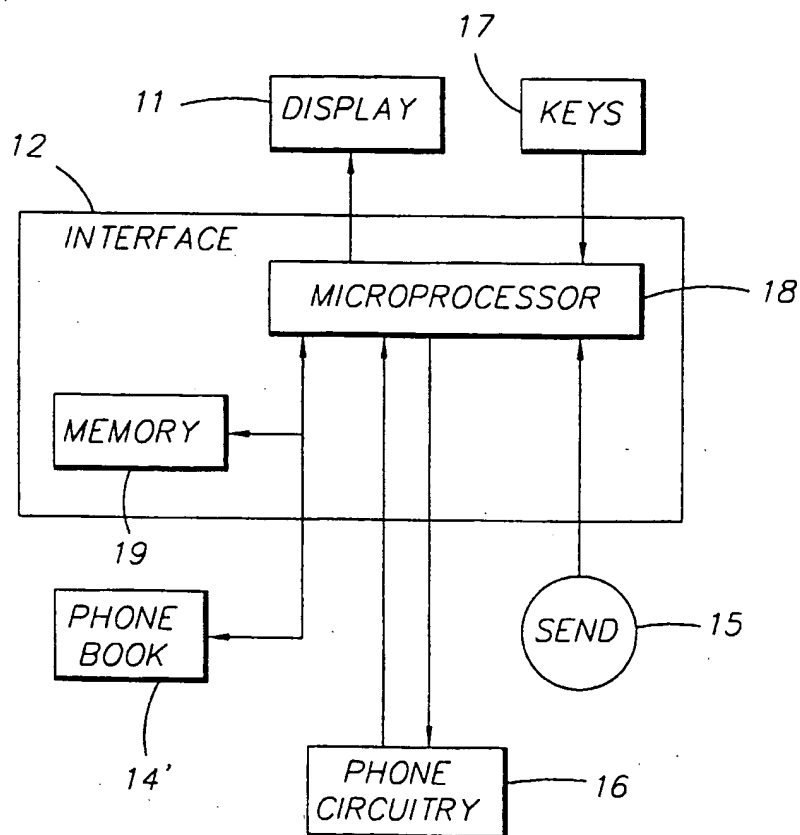 17
11
DISPLAY
KEYS
12
INTERFACE
MICROPROCESSOR
18
MEMORY
19
PHONE
BOOK
SEND
15
14'
PHONE
CIRCUITRY
16